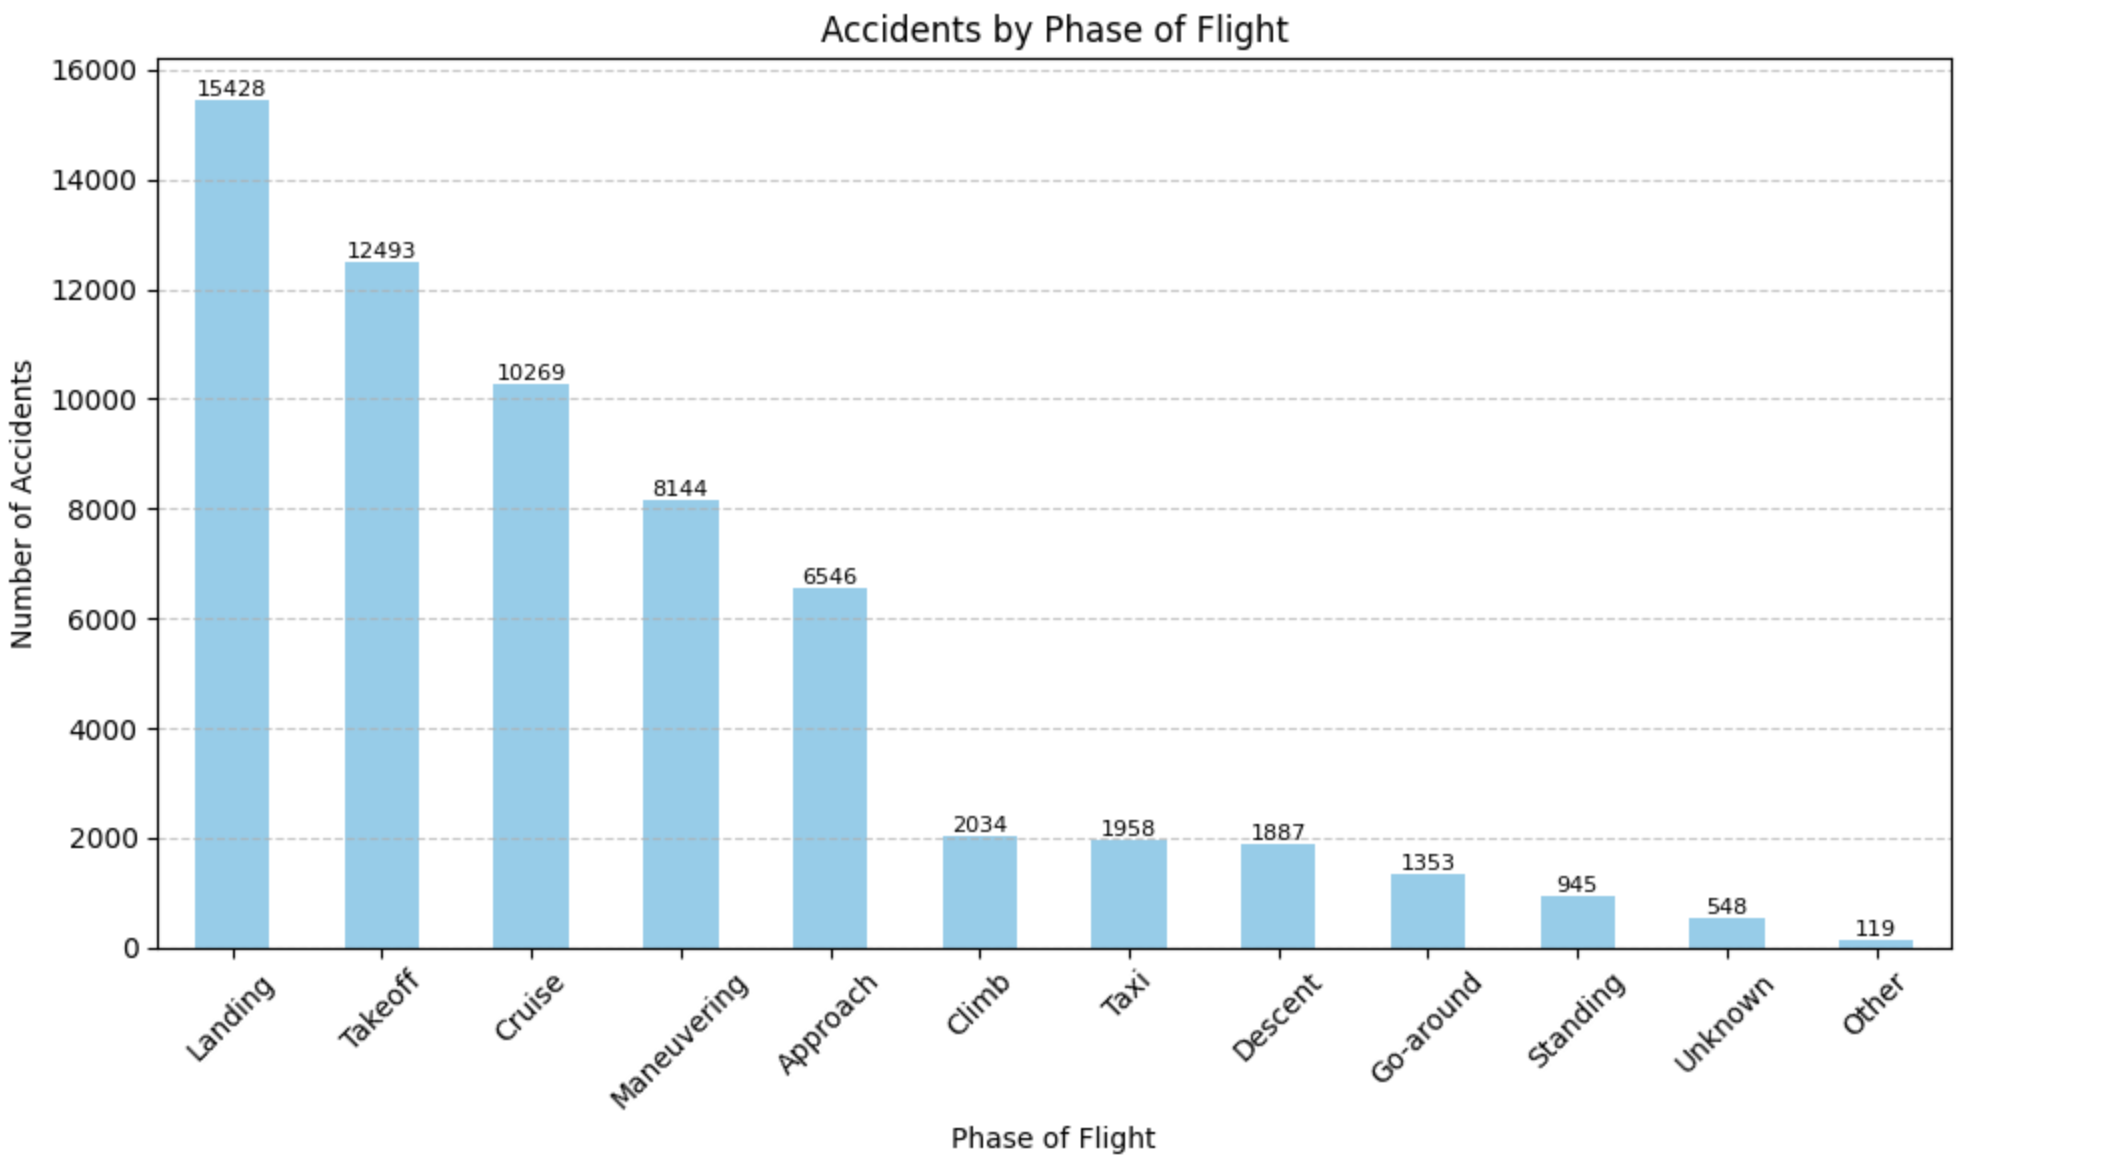 Accidents by Phase of Flight
16000
14000
12000
10000
8000
6000
4000
2000
0
Number of Accidents
15428
12493
10269
8144
6546
2034
1958
1887
1353
945
548
119
Landing
Takeoff
Cruise
Maneuvering
Approach
Climb
Taxi
Descent
Go-around
Standing
Unknown
Other
Phase of Flight